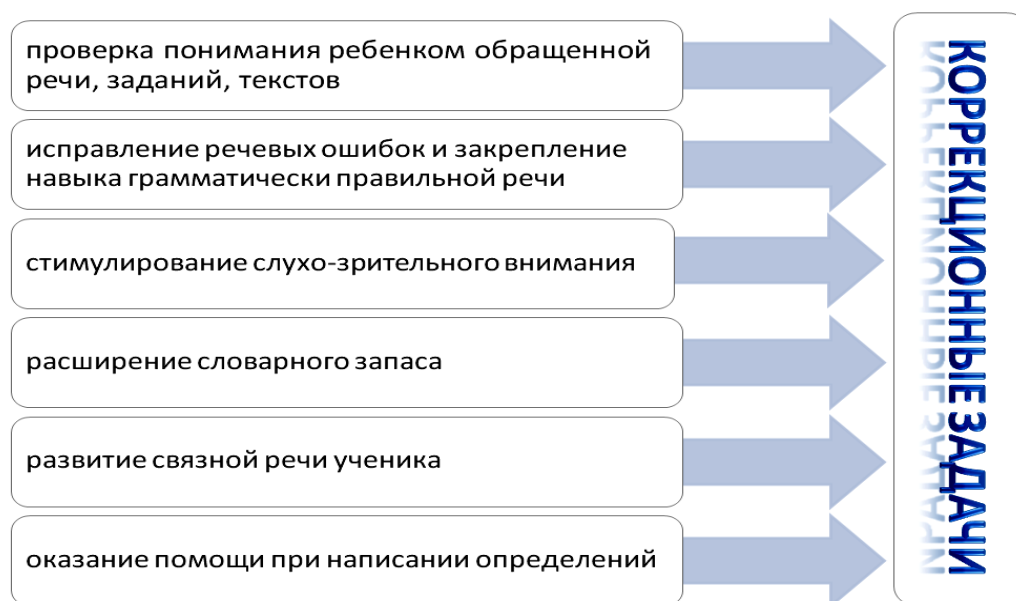 проверка понимания ребенком обращенной
речи, заданий, текстов
исправление речевых ошибок и закрепление
навыка грамматически правильной речи
стимулирование слухо-зрительного внимания
расширение словарного запаса
развитие связной речи ученика
оказание помощи при написании определений
КОРРЕКЦИОННЫЕ ЗАДАЧИ